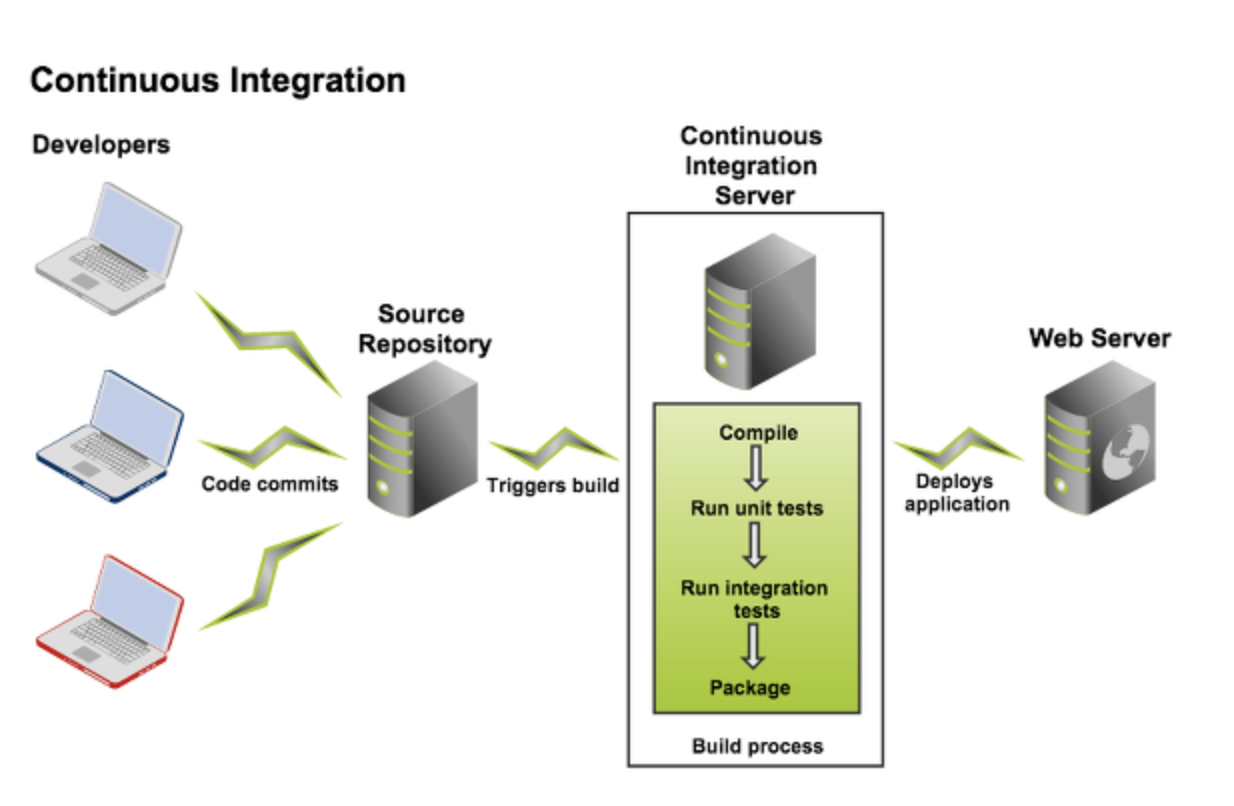 Continuous Integration
Developers
Continuous
Integration
Server
Source
Repository
Web Server
Code commits
Triggers build
Compile
Run unit tests
Run integration
tests
Package
Build process
Deploys
application